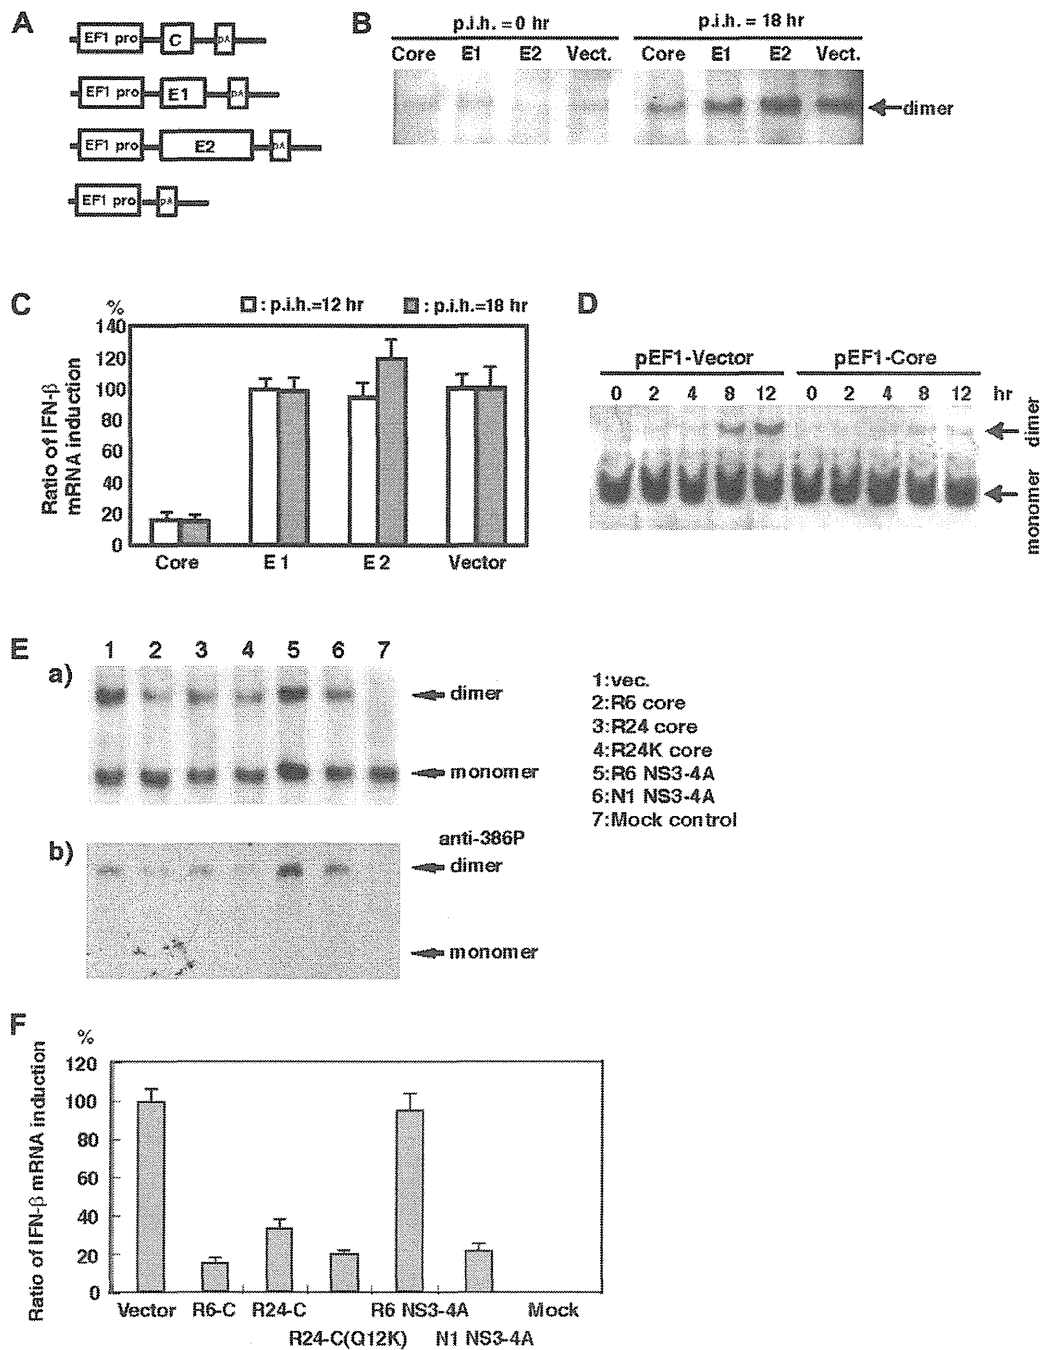 A
EF1 pro C pA
EF1 pro E1 pA
EF1 pro E2 pA
EF1 pro pA
B
p.i.h. = 0 hr p.i.h. = 18 hr
Core E1 E2 Vect. Core E1 E2 Vect.
dimer
C
% : p.i.h.=12 hr : p.i.h.=18 hr
Ratio of IFN-β
mRNA induction
140
120
100
80
60
40
20
0
Core E1 E2 Vector
D
pEF1-Vector pEF1-Core
0 2 4 8 12 0 2 4 8 12 hr
dimer
monomer
E
1 2 3 4 5 6 7
a)
dimer
monomer
1:vec.
2:R6 core
3:R24 core
4:R24K core
5:R6 NS3-4A
6:N1 NS3-4A
7:Mock control
b)
anti-386P
dimer
monomer
F
%
Ratio of IFN-β mRNA induction
120
100
80
60
40
20
0
Vector R6-C R24-C R6 NS3-4A Mock
R24-C(Q12K) N1 NS3-4A